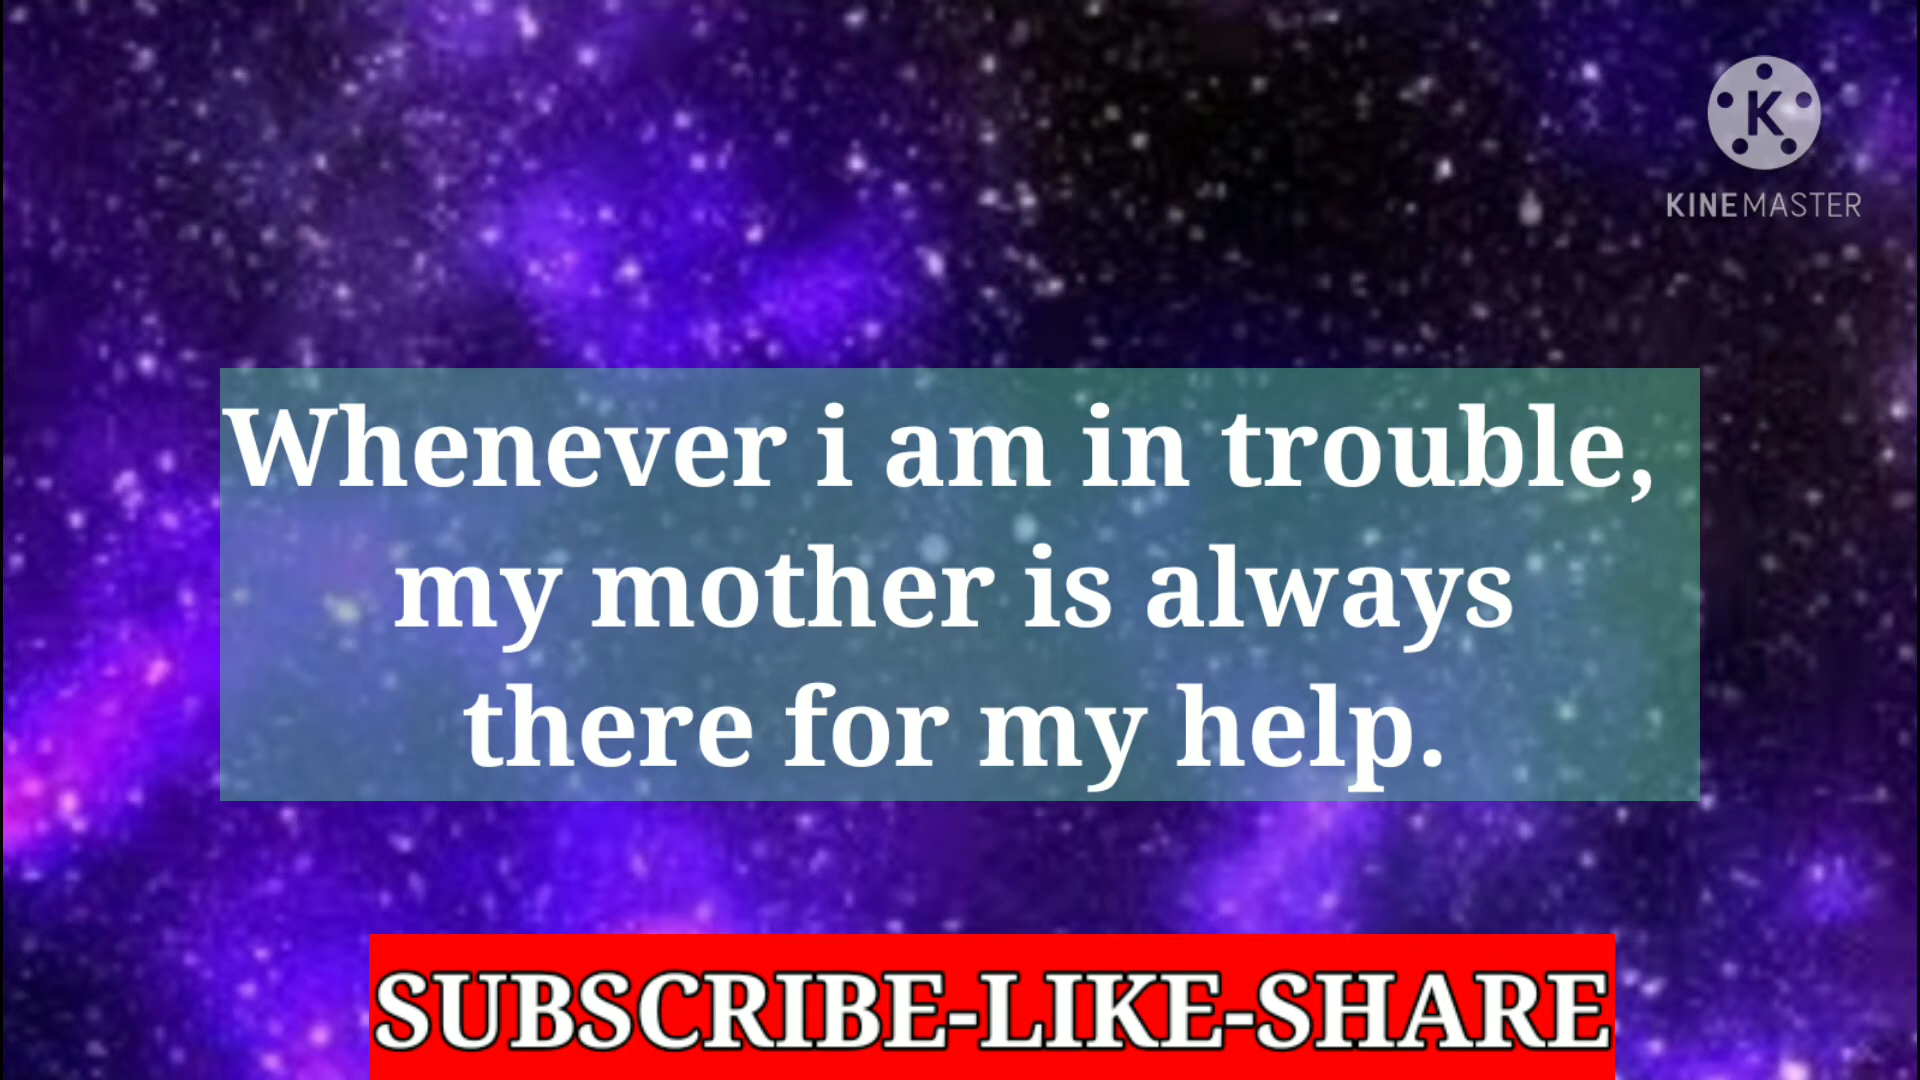 K
KINEMASTER
Whenever i am in trouble,
my mother is always
there for my help.
SUBSCRIBE-LIKE-SHARE